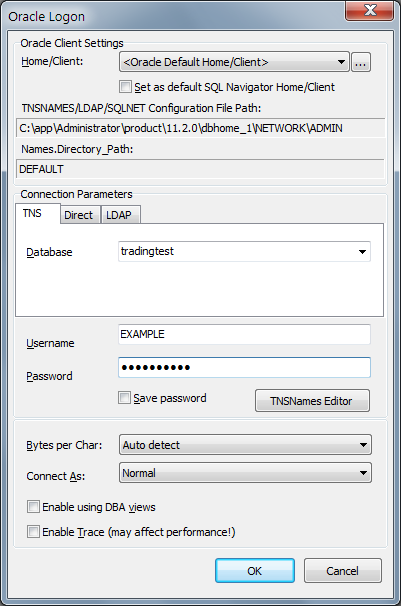 Oracle Logon
Oracle Client Settings
Home/Client:
<Oracle Default Home/Client>
...
Set as default SQL Navigator Home/Client
TNSNAMES/LDAP/SQLNET Configuration File Path:
C:\app\Administrator\product\11.2.0\dbhome_1\NETWORK\ADMIN
Names.Directory_Path:
DEFAULT
Connection Parameters
TNS
Direct
LDAP
Database
tradingtest
Username
EXAMPLE
Password
●●●●●●●●●●
Save password
TNSNames Editor
Bytes per Char:
Auto detect
Connect As:
Normal
Enable using DBA views
Enable Trace (may affect performance!)
OK
Cancel